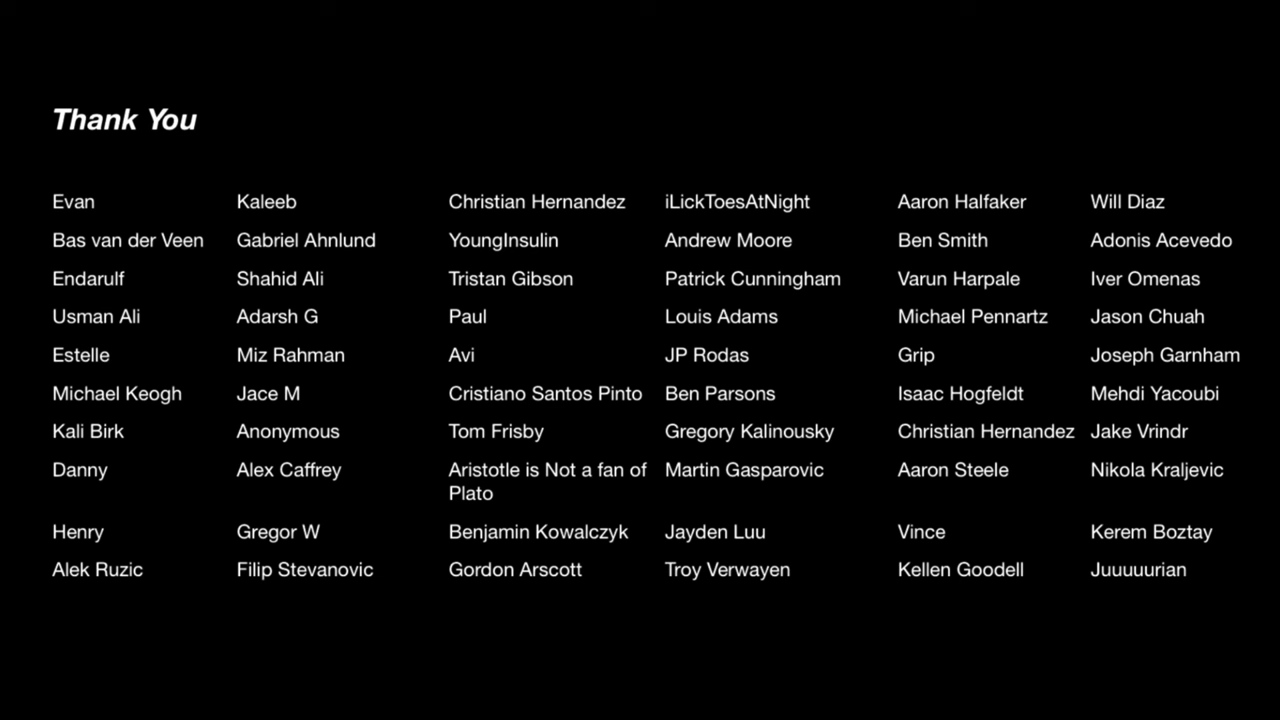 Thank You
Evan Kaleeb Christian Hernandez iLickToesAtNight Aaron Halfaker Will Diaz
Bas van der Veen Gabriel Ahnlund YoungInsulin Andrew Moore Ben Smith Adonis Acevedo
Endarulf Shahid Ali Tristan Gibson Patrick Cunningham Varun Harpale Iver Omenas
Usman Ali Adarsh G Paul Louis Adams Michael Pennartz Jason Chuah
Estelle Miz Rahman Avi JP Rodas Grip Joseph Garnham
Michael Keogh Jace M Cristiano Santos Pinto Ben Parsons Isaac Hogfeldt Mehdi Yacoubi
Kali Birk Anonymous Tom Frisby Gregory Kalinousky Christian Hernandez Jake Vrindr
Danny Alex Caffrey Aristotle is Not a fan of Martin Gasparovic Aaron Steele Nikola Kraljevic
Plato
Henry Gregor W Benjamin Kowalczyk Jayden Luu Vince Kerem Boztay
Alek Ruzic Filip Stevanovic Gordon Arscott Troy Verwayen Kellen Goodell Juuuuurian